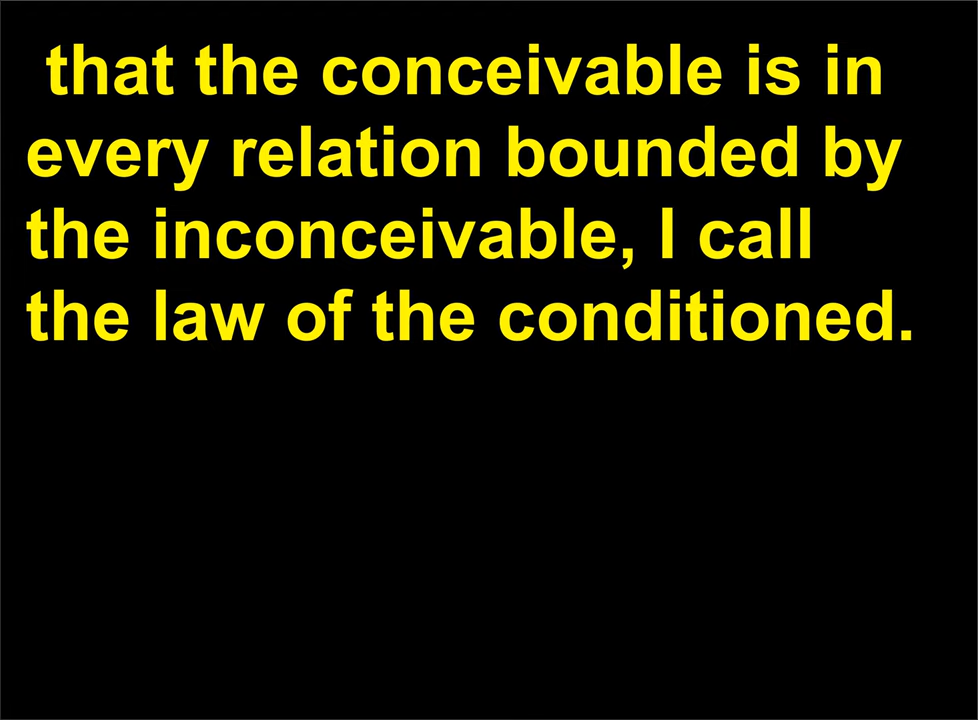 that the conceivable is in
every relation bounded by
the inconceivable, I call
the law of the conditioned.